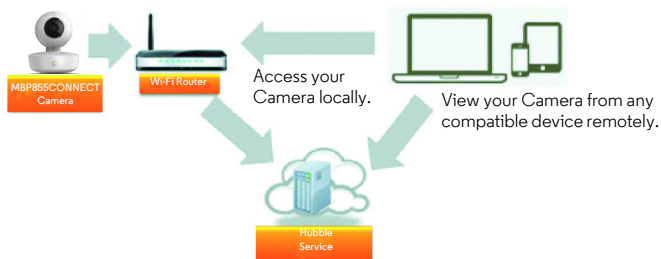 MBP855CONNECT
Camera
Wi-Fi Router
Access your
Camera locally.
View your Camera from any
compatible device remotely.
Hubble
Service